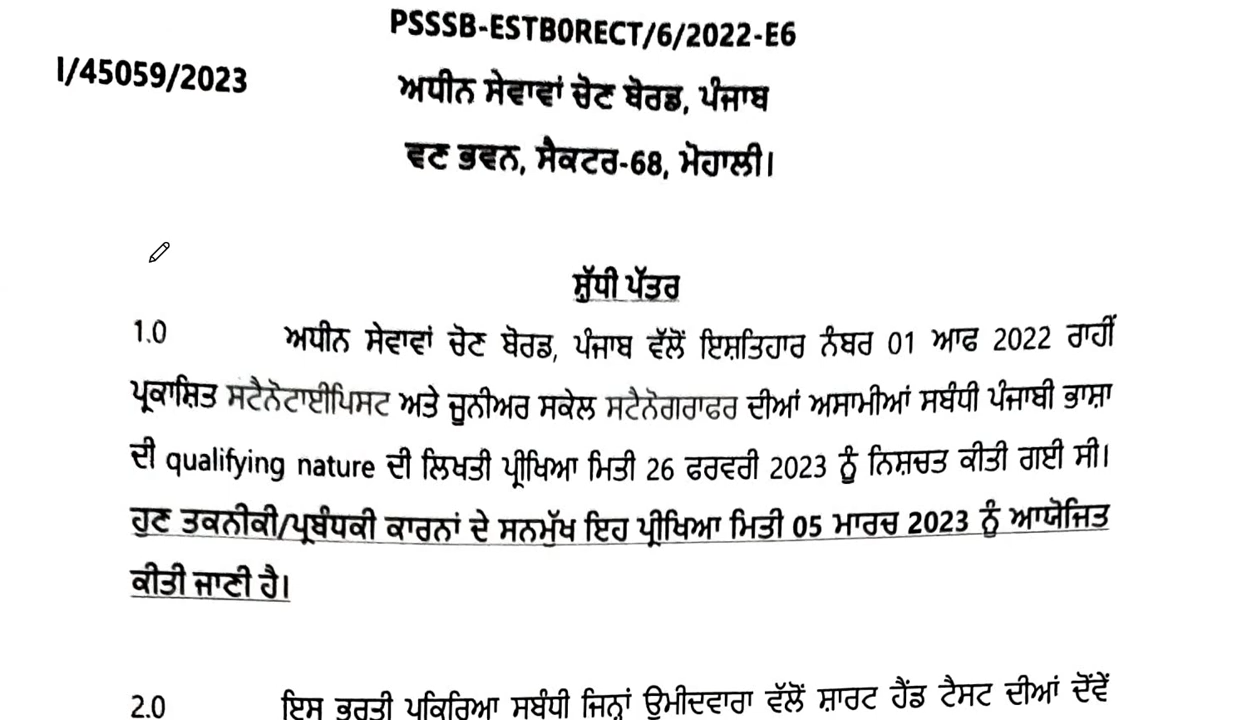 PSSSB-ESTB0RECT/6/2022-E6
I/45059/2023
ਅਧੀਨ ਸੇਵਾਵਾਂ ਚੋਣ ਬੋਰਡ, ਪੰਜਾਬ
ਵਣ ਭਵਨ, ਸੈਕਟਰ-68, ਮੋਹਾਲੀ।
ਸ਼ੁੱਧੀ ਪੱਤਰ
1.0 ਅਧੀਨ ਸੇਵਾਵਾਂ ਚੋਣ ਬੋਰਡ, ਪੰਜਾਬ ਵੱਲੋਂ ਇਸ਼ਤਿਹਾਰ ਨੰਬਰ 01 ਆਫ 2022 ਰਾਹੀਂ
ਪ੍ਰਕਾਸ਼ਿਤ ਸਟੈਨੋਟਾਈਪਿਸਟ ਅਤੇ ਜੂਨੀਅਰ ਸਕੇਲ ਸਟੈਨੋਗਰਾਫਰ ਦੀਆਂ ਅਸਾਮੀਆਂ ਸਬੰਧੀ ਪੰਜਾਬੀ ਭਾਸ਼ਾ
ਦੀ qualifying nature ਦੀ ਲਿਖਤੀ ਪ੍ਰੀਖਿਆ ਮਿਤੀ 26 ਫਰਵਰੀ 2023 ਨੂੰ ਨਿਸ਼ਚਤ ਕੀਤੀ ਗਈ ਸੀ।
ਹੁਣ ਤਕਨੀਕੀ/ਪ੍ਰਬੰਧਕੀ ਕਾਰਨਾਂ ਦੇ ਸਨਮੁੱਖ ਇਹ ਪ੍ਰੀਖਿਆ ਮਿਤੀ 05 ਮਾਰਚ 2023 ਨੂੰ ਆਯੋਜਿਤ
ਕੀਤੀ ਜਾਣੀ ਹੈ।
2.0 ਇਸ ਭਰਤੀ ਪ੍ਰਕਿਰਿਆ ਸਬੰਧੀ ਜਿਨ੍ਹਾਂ ਉਮੀਦਵਾਰਾ ਵੱਲੋਂ ਸ਼ਾਰਟ ਹੈਂਡ ਟੈਸਟ ਦੀਆਂ ਦੋਂਵੇਂ